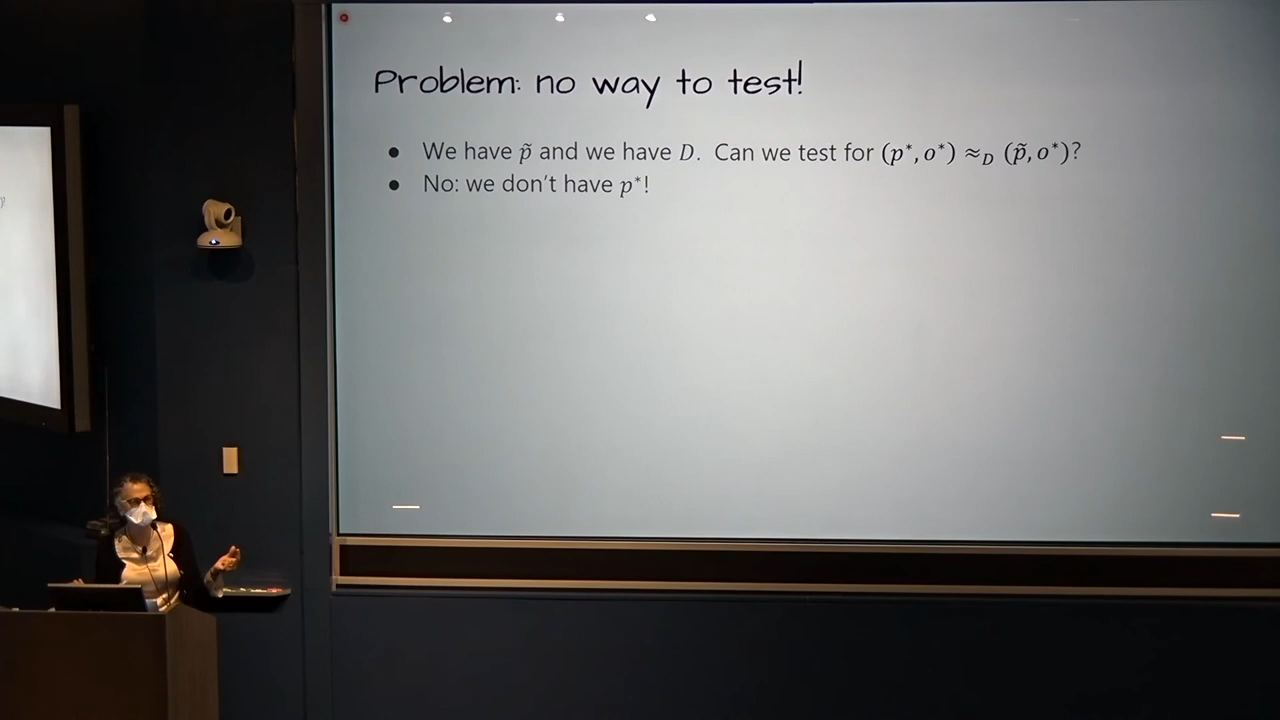 Problem: no way to test!
● We have p̃ and we have D. Can we test for (p*, o*) ≈_D (p̃, o*)?
● No: we don't have p*!